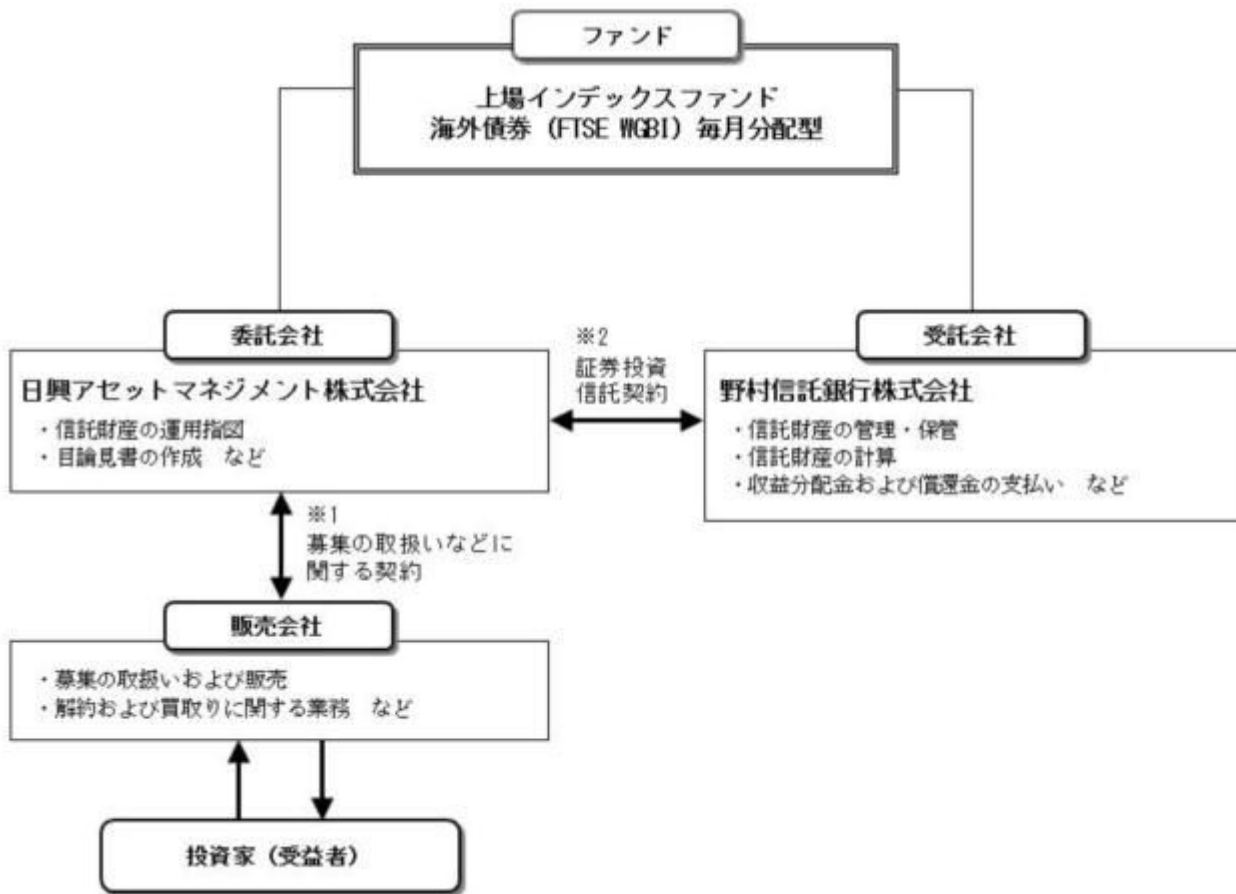 ファンド
上場インデックスファンド
海外債券（FTSE WGBI）毎月分配型
委託会社
日興アセットマネジメント株式会社
・信託財産の運用指図
・目論見書の作成　など
※2
証券投資
信託契約
受託会社
野村信託銀行株式会社
・信託財産の管理・保管
・信託財産の計算
・収益分配金および償還金の支払い　など
※1
募集の取扱いなどに
関する契約
販売会社
・募集の取扱いおよび販売
・解約および買取りに関する業務　など
投資家（受益者）